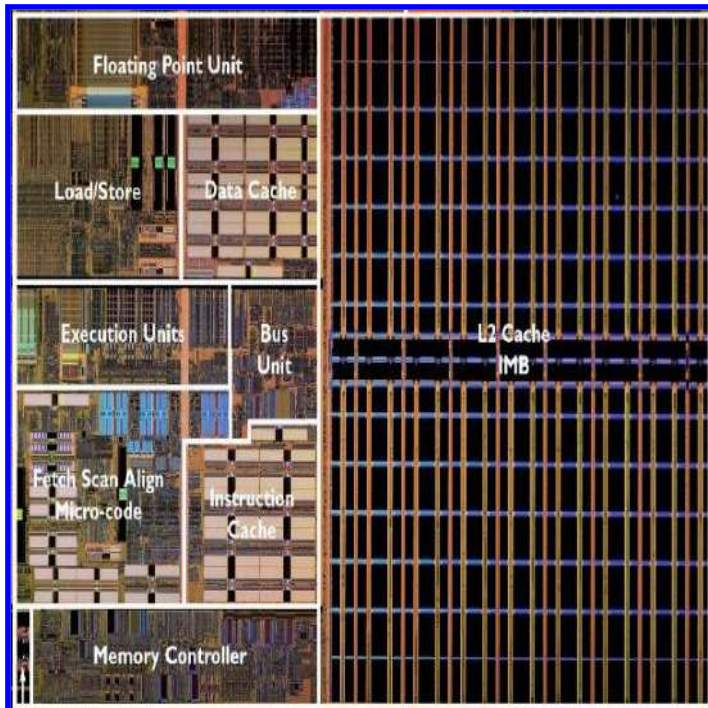 Floating Point Unit
Load/Store
Data Cache
Execution Units
Bus
Unit
L2 Cache
IMB
Fetch Scan Align
Micro-code
Instruction
Cache
Memory Controller